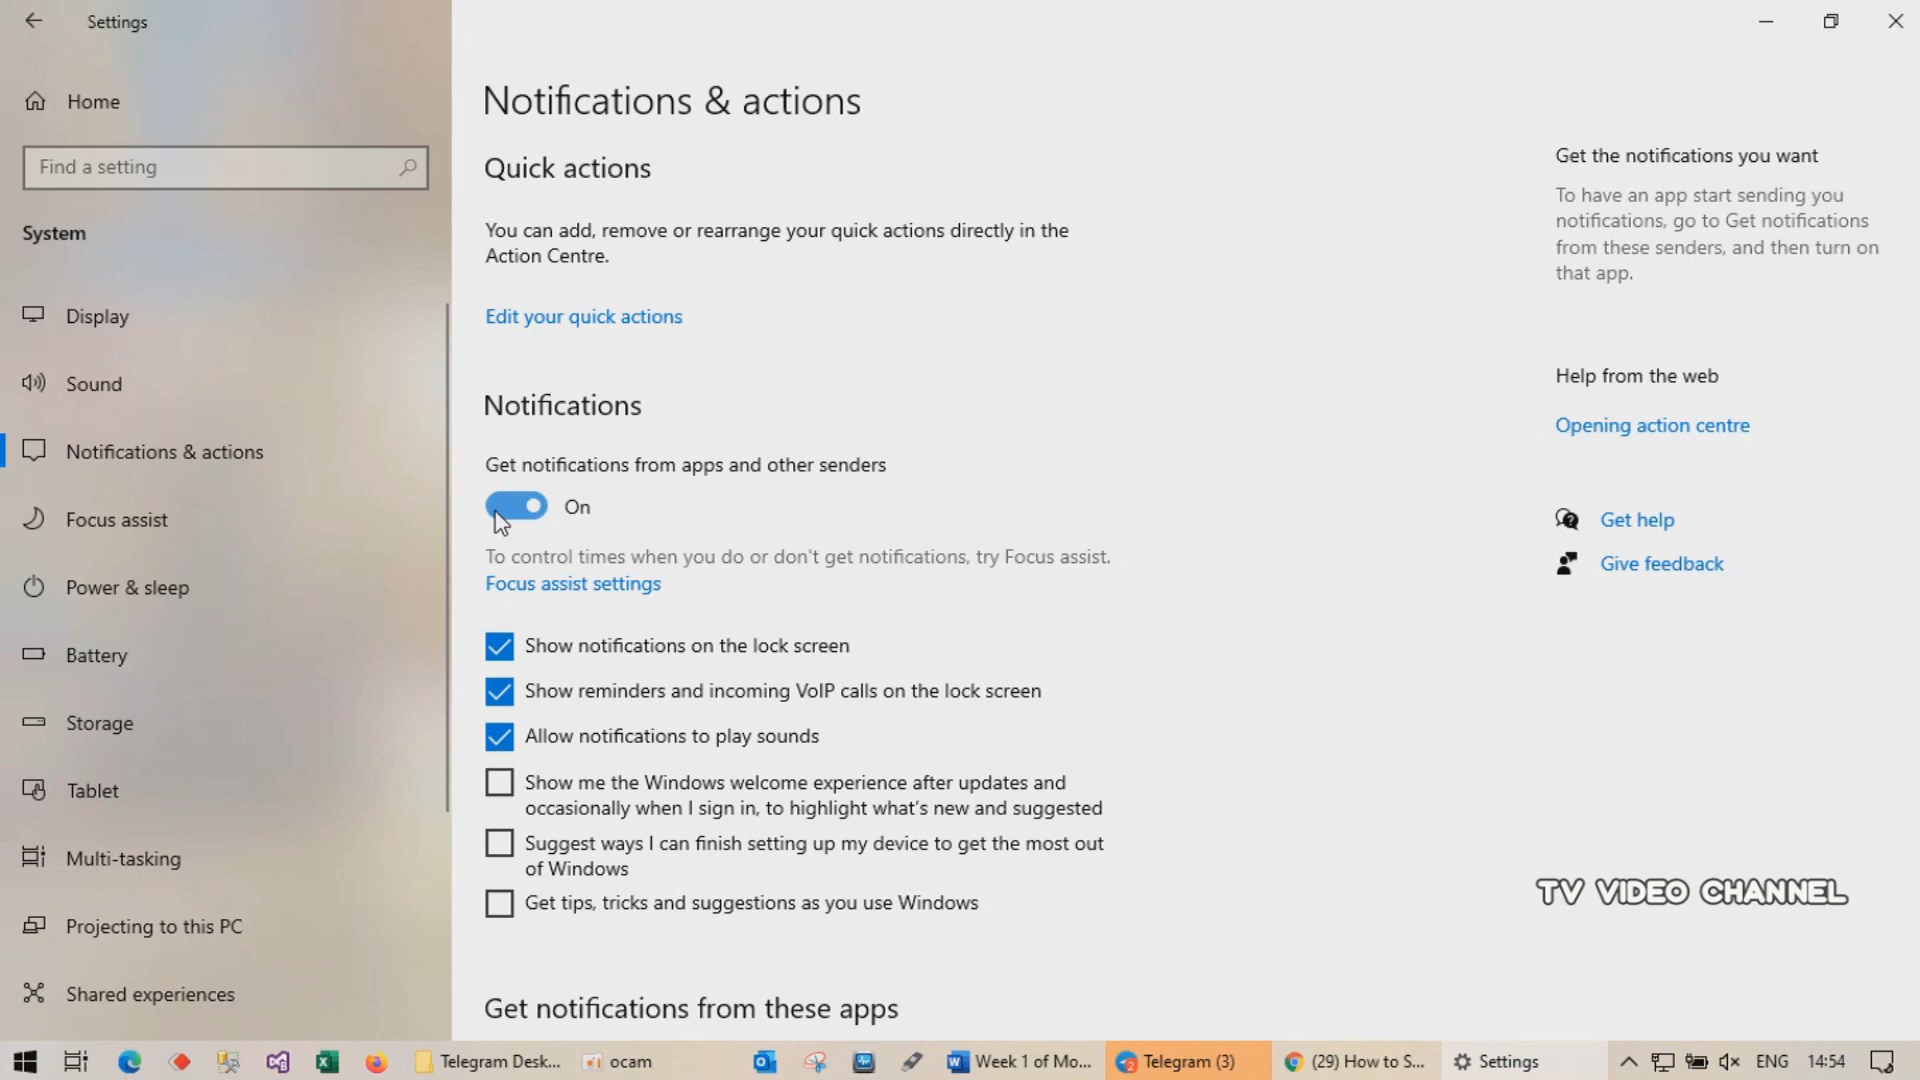 Settings
Home
Find a setting
System
Display
Sound
Notifications & actions
Focus assist
Power & sleep
Battery
Storage
Tablet
Multi-tasking
Projecting to this PC
Shared experiences
Notifications & actions
Quick actions
You can add, remove or rearrange your quick actions directly in the
Action Centre.
Edit your quick actions
Notifications
Get notifications from apps and other senders
On
To control times when you do or don't get notifications, try Focus assist.
Focus assist settings
Show notifications on the lock screen
Show reminders and incoming VoIP calls on the lock screen
Allow notifications to play sounds
Show me the Windows welcome experience after updates and
occasionally when I sign in, to highlight what's new and suggested
Suggest ways I can finish setting up my device to get the most out
of Windows
Get tips, tricks and suggestions as you use Windows
Get notifications from these apps
Get the notifications you want
To have an app start sending you
notifications, go to Get notifications
from these senders, and then turn on
that app.
Help from the web
Opening action centre
Get help
Give feedback
TV VIDEO CHANNEL
Telegram Desk...
ocam
Week 1 of Mo...
Telegram (3)
(29) How to S...
Settings
ENG
14:54